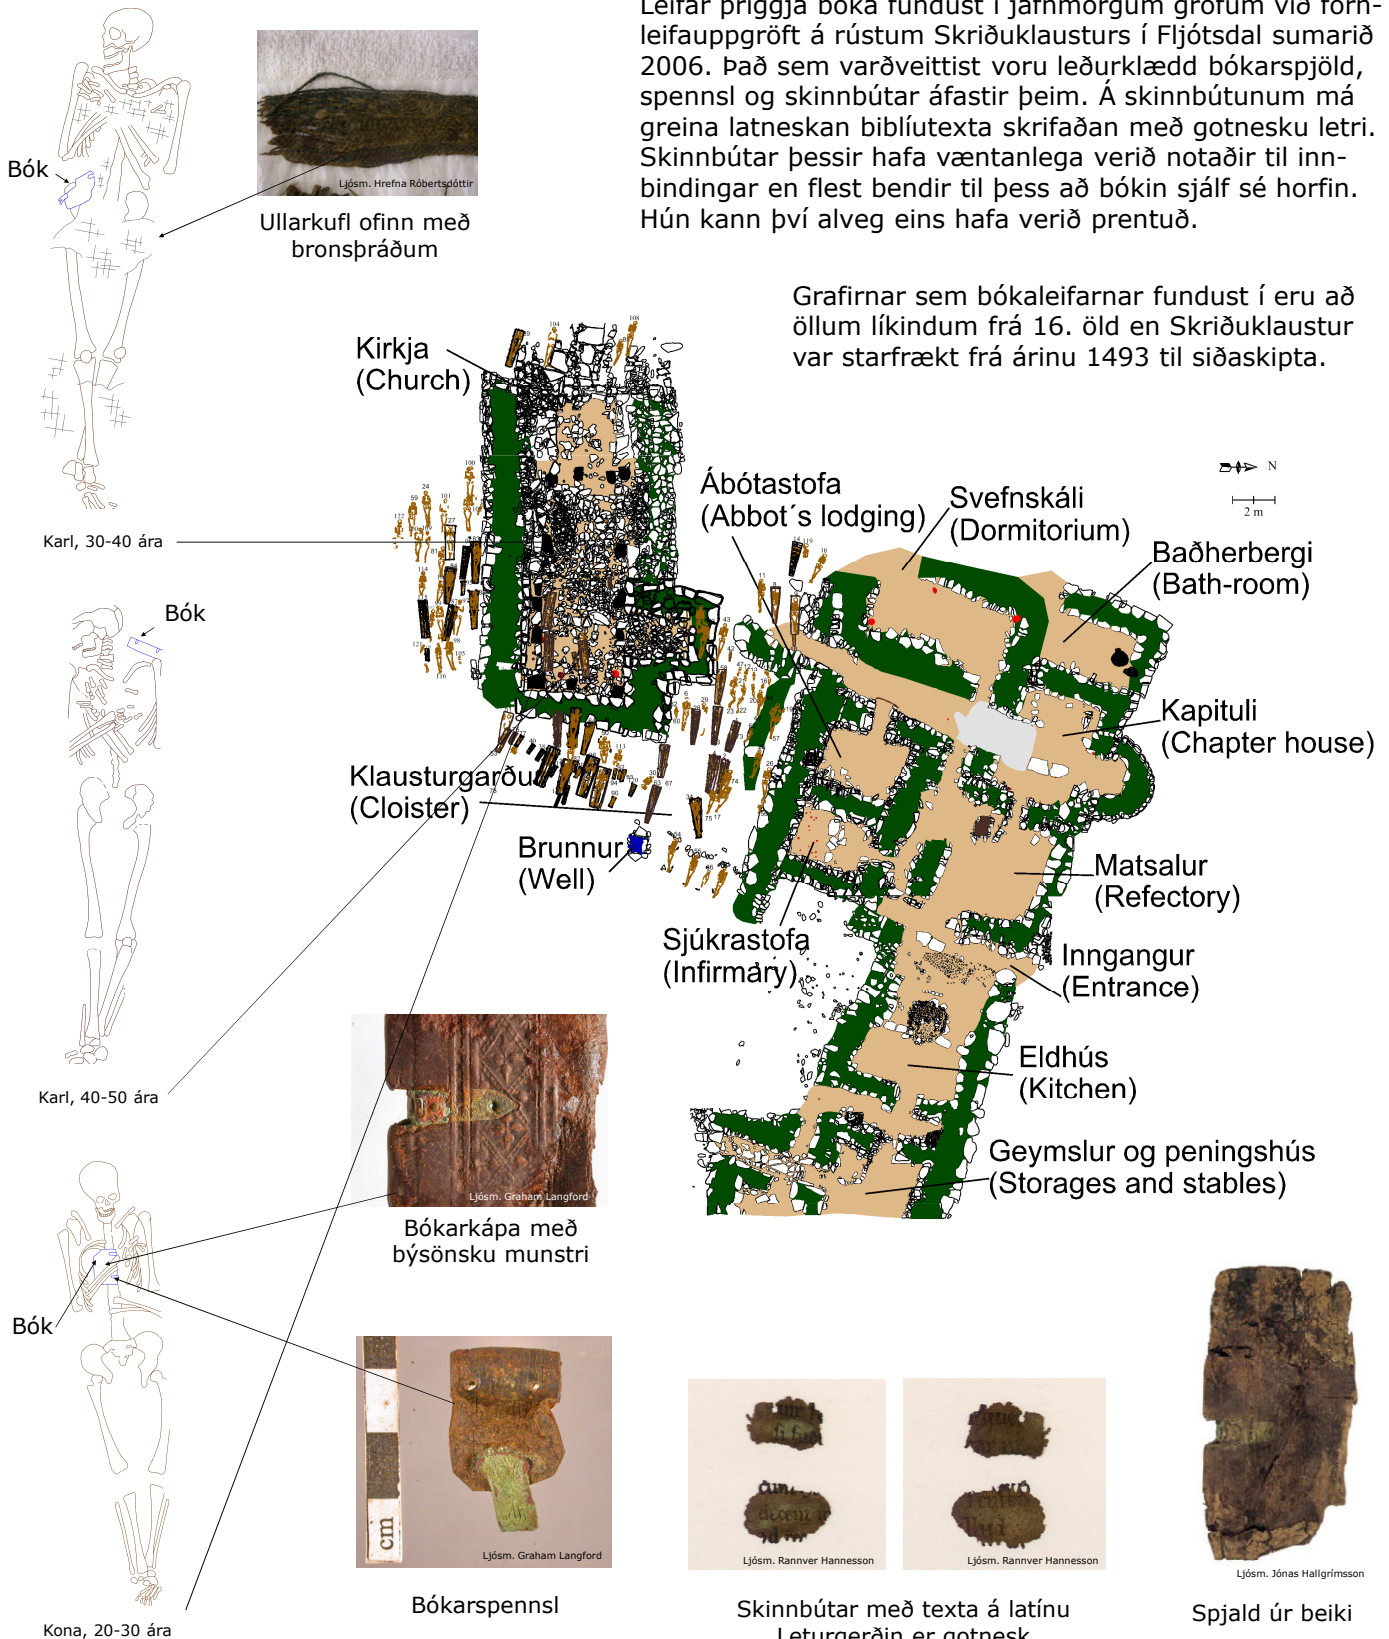 Leifar þriggja bóka fundust í jafnmörgum gröfum við forn-
leifauppgröft á rústum Skriðuklausturs í Fljótsdal sumarið
2006. Það sem varðveittist voru leðurklædd bókarspjöld,
spennsl og skinnbútar áfastir þeim. Á skinnbútunum má
greina latneskan biblíutexta skrifaðan með gotnesku letri.
Skinnbútar þessir hafa væntanlega verið notaðir til inn-
bindingar en flest bendir til þess að bókin sjálf sé horfin.
Hún kann því alveg eins hafa verið prentuð.
Grafirnar sem bókaleifarnar fundust í eru að
öllum líkindum frá 16. öld en Skriðuklaustur
var starfrækt frá árinu 1493 til siðaskipta.
Bók
Ljósm. Hrefna Róbertsdóttir
Ullarkufl ofinn með
bronsþráðum
Karl, 30-40 ára
Bók
Karl, 40-50 ára
Bók
Kona, 20-30 ára
Kirkja
(Church)
Ábótastofa
(Abbot´s lodging)
Svefnskáli
(Dormitorium)
N
2 m
Baðherbergi
(Bath-room)
Kapituli
(Chapter house)
Klausturgarður
(Cloister)
Brunnur
(Well)
Matsalur
(Refectory)
Sjúkrastofa
(Infirmary)
Inngangur
(Entrance)
Eldhús
(Kitchen)
Geymslur og peningshús
(Storages and stables)
Ljósm. Graham Langford
Bókarkápa með
býsönsku munstri
cm
Ljósm. Graham Langford
Bókarspennsl
decem
Ljósm. Rannver Hannesson
Ljósm. Rannver Hannesson
Skinnbútar með texta á latínu
Leturgerðin er gotnesk
Ljósm. Jónas Hallgrímsson
Spjald úr beiki